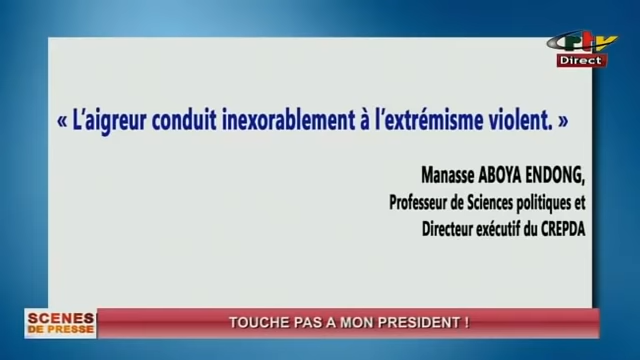 crtv
Direct
« L’aigreur conduit inexorablement à l’extrémisme violent. »
Manasse ABOYA ENDONG,
Professeur de Sciences politiques et
Directeur exécutif du CREPDA
SCENES
DE PRESSE
TOUCHE PAS A MON PRESIDENT !